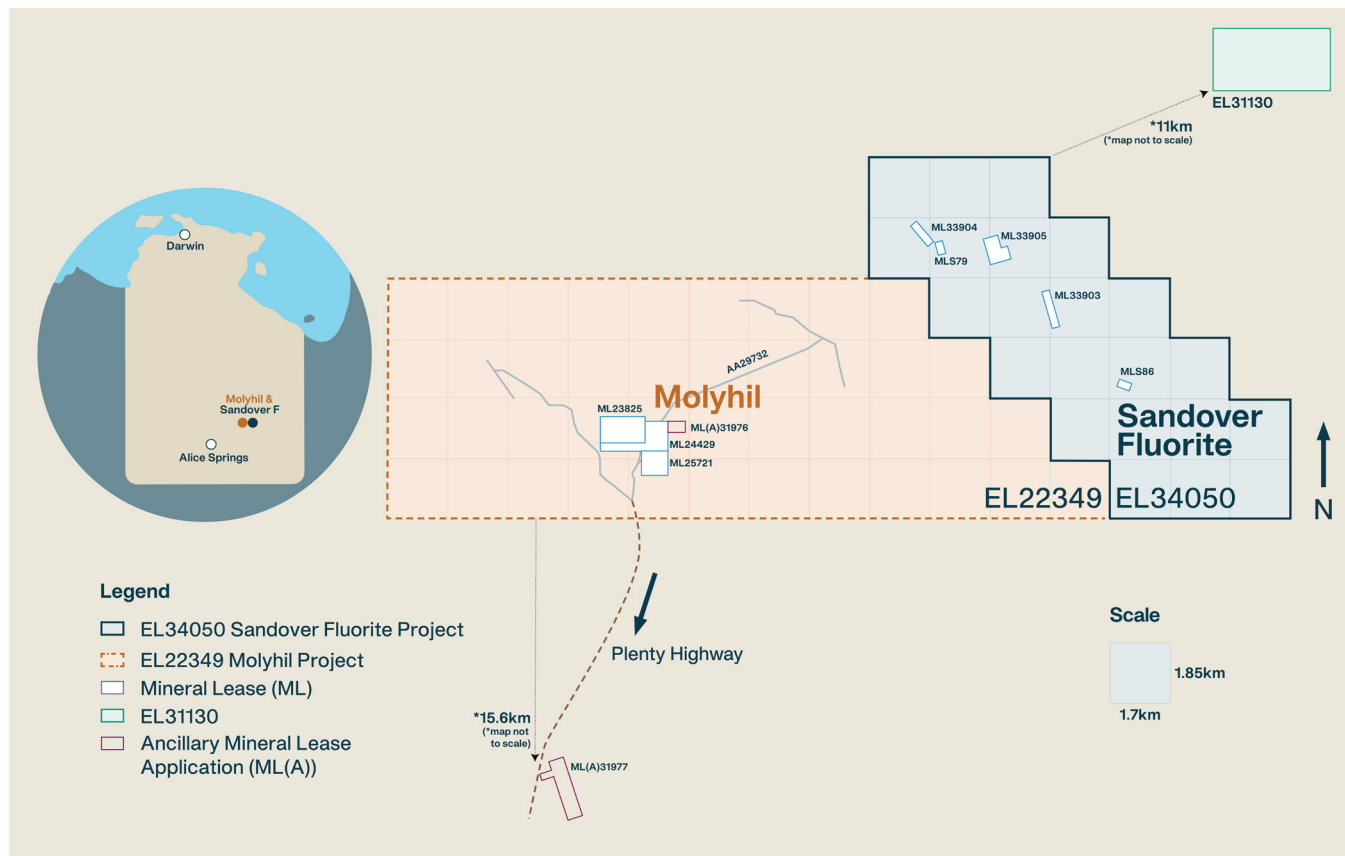 EL31130
*11km
(*map not to scale)
ML33904
MLS79
ML33905
Darwin
ML33903
AA29732
MLS86
Molyhil
Molyhil &
Sandover F
ML23825
ML(A)31976
ML24429
ML25721
Sandover
Fluorite
Alice Springs
EL22349
EL34050
N
Legend
EL34050 Sandover Fluorite Project
EL22349 Molyhil Project
Mineral Lease (ML)
EL31130
Ancillary Mineral Lease
Application (ML(A))
Plenty Highway
*15.6km
(*map not
to scale)
ML(A)31977
Scale
1.85km
1.7km